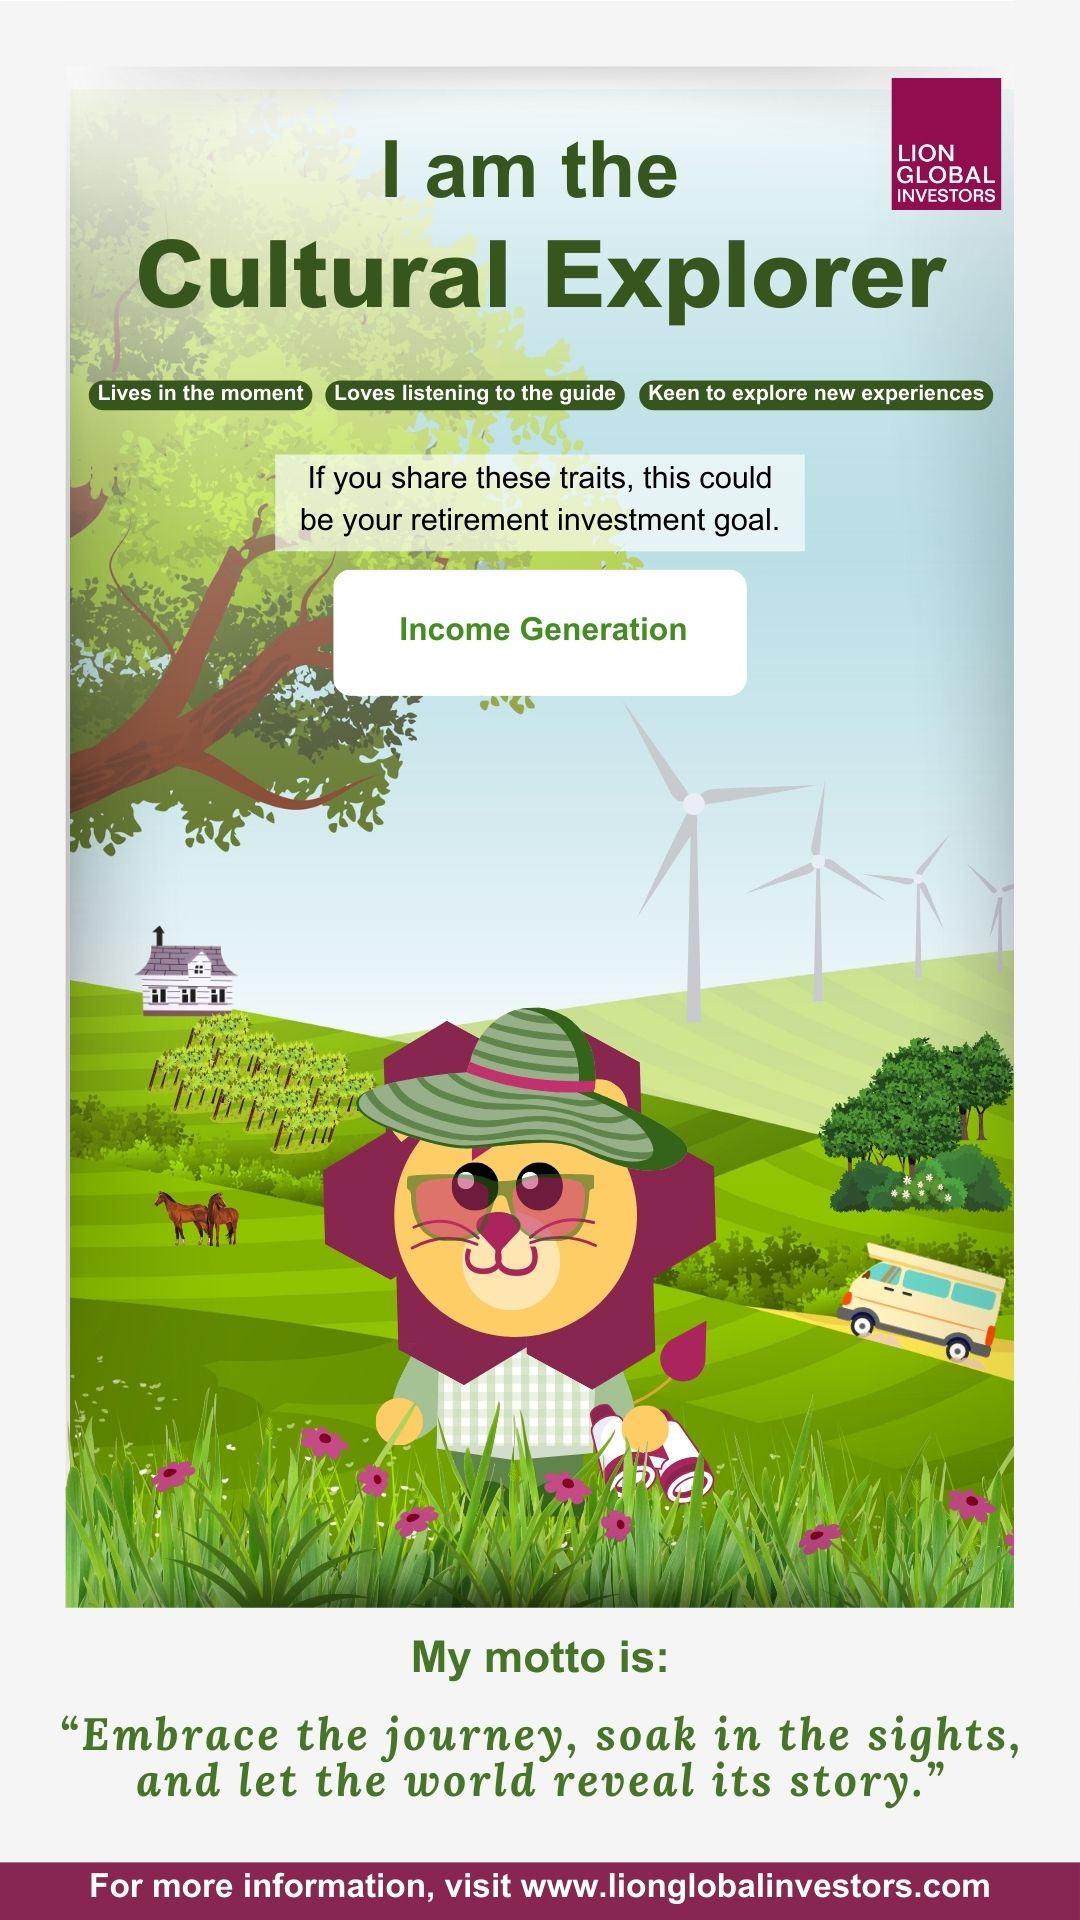 LION
GLOBAL
INVESTORS
I am the
Cultural Explorer
Lives in the moment
Loves listening to the guide
Keen to explore new experiences
If you share these traits, this could
be your retirement investment goal.
Income Generation
My motto is:
“Embrace the journey, soak in the sights,
and let the world reveal its story.”
For more information, visit www.lionglobalinvestors.com